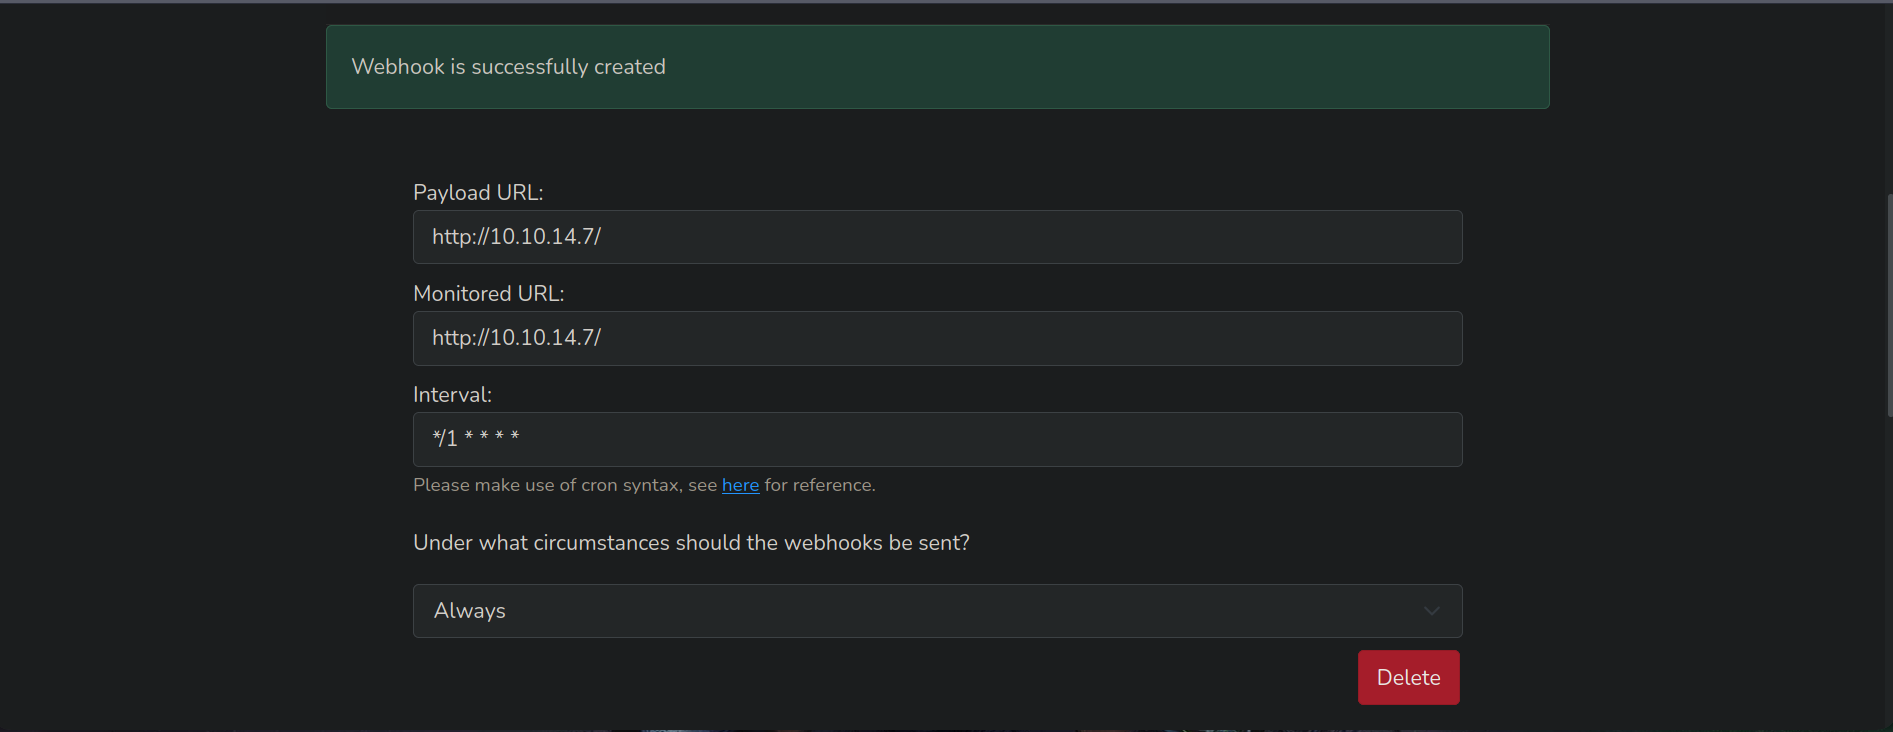 Webhook is successfully created
Payload URL:
http://10.10.14.7/
Monitored URL:
http://10.10.14.7/
Interval:
*/1 * * * *
Please make use of cron syntax, see here for reference.
Under what circumstances should the webhooks be sent?
Always
Delete